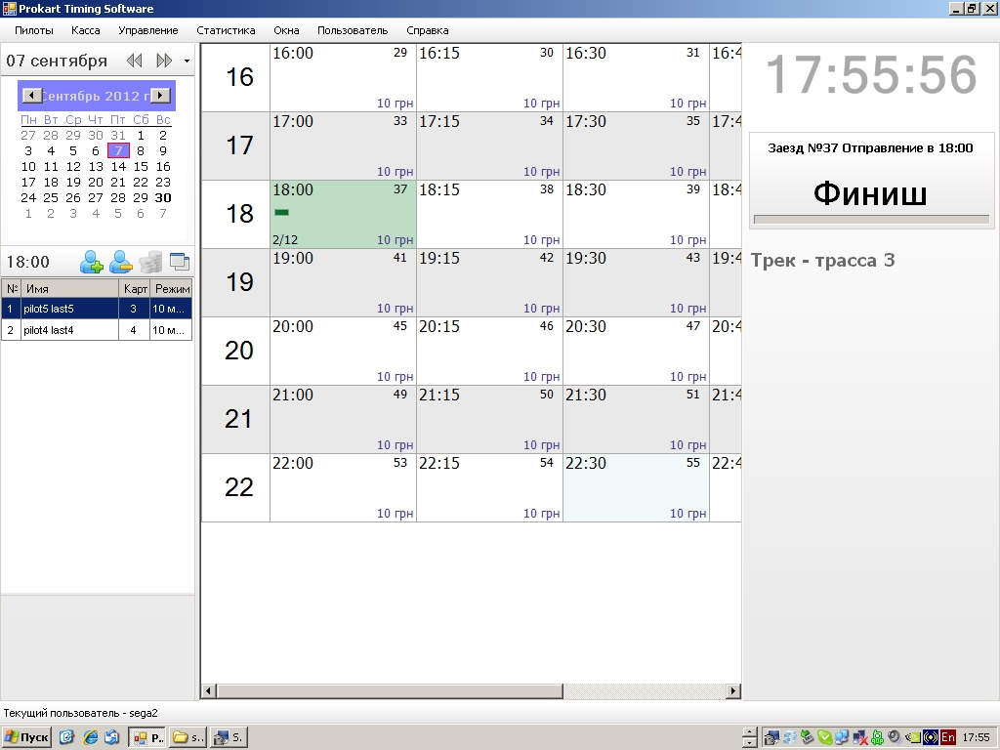 Prokart Timing Software
Пилоты Касса Управление Статистика Окна Пользователь Справка
07 сентября
Сентябрь 2012 г
Пн Вт Ср Чт Пт Сб Вс
27 28 29 30 31 1 2
3 4 5 6 7 8 9
10 11 12 13 14 15 16
17 18 19 20 21 22 23
24 25 26 27 28 29 30
1 2 3 4 5 6 7
18:00
№ Имя Карт Режим
1 pilot5 last5 3 10 м...
2 pilot4 last4 4 10 м...
16
16:00 29 16:15 30 16:30 31 16:4
10 грн 10 грн 10 грн
17
17:00 33 17:15 34 17:30 35 17:4
10 грн 10 грн 10 грн
18
18:00 37 18:15 38 18:30 39 18:4
2/12 10 грн 10 грн 10 грн
19
19:00 41 19:15 42 19:30 43 19:4
10 грн 10 грн 10 грн
20
20:00 45 20:15 46 20:30 47 20:4
10 грн 10 грн 10 грн
21
21:00 49 21:15 50 21:30 51 21:4
10 грн 10 грн 10 грн
22
22:00 53 22:15 54 22:30 55 22:4
10 грн 10 грн 10 грн
17:55:56
Заезд №37 Отправление в 18:00
Финиш
Трек - трасса 3
Текущий пользователь - sega2
Пуск P.. s.. S. En 17:55